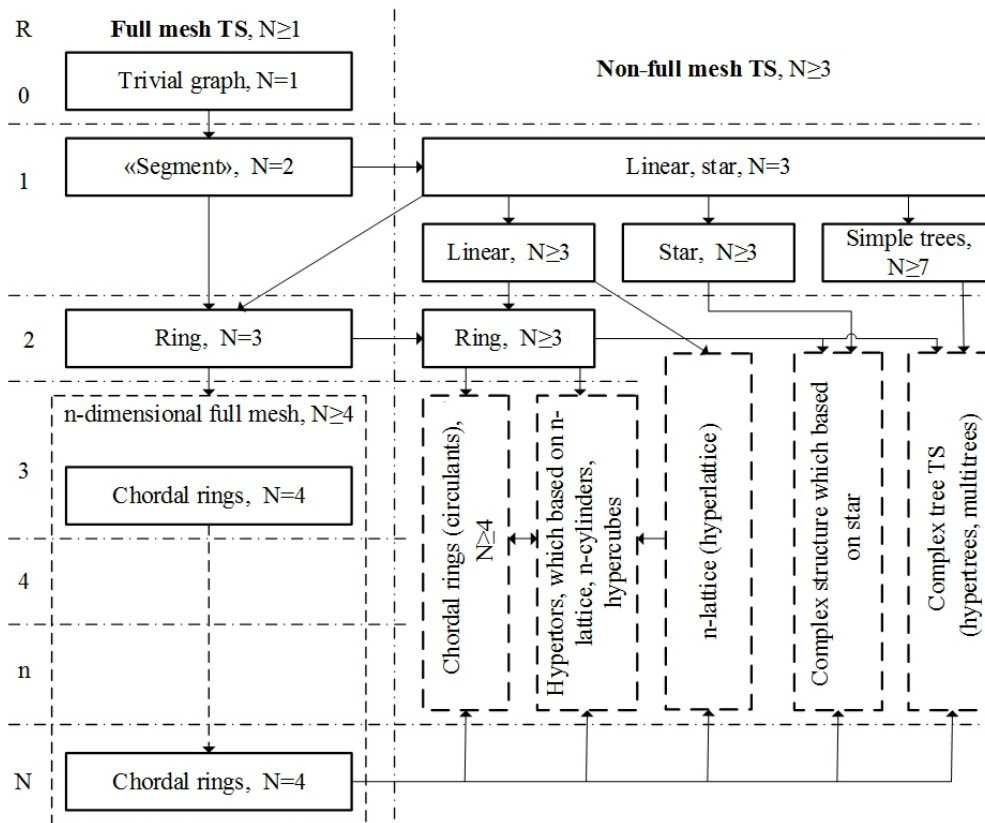 R
Full mesh TS, N≥1
Non-full mesh TS, N≥3
0
Trivial graph, N=1
1
«Segment», N=2
Linear, star, N=3
Linear, N≥3
Star, N≥3
Simple trees,
N≥7
2
Ring, N=3
Ring, N≥3
n-dimensional full mesh, N≥4
3
Chordal rings, N=4
4
n
Chordal rings (circulants),
N≥4
Hypertors, which based on n-
lattice, n-cylinders,
hypercubes
n-lattice (hyperlattice)
Complex structure which based
on star
Complex tree TS
(hypertrees, multitrees)
N
Chordal rings, N=4